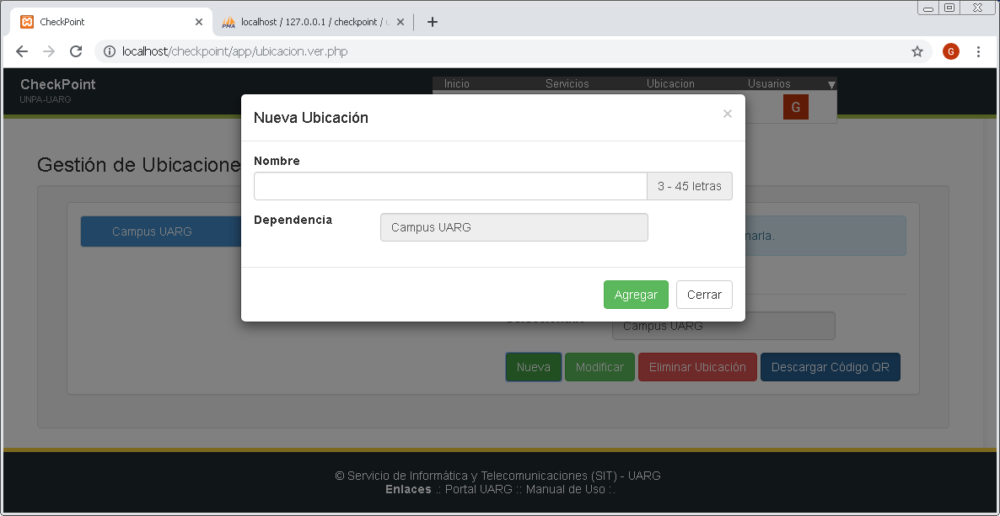 CheckPoint
localhost / 127.0.0.1 / checkpoint /
localhost/checkpoint/app/ubicacion.ver.php
G
CheckPoint
UNPA-UARG
Inicio Servicios Ubicacion Usuarios
G
Nueva Ubicación
Gestión de Ubicacione
Nombre
3 - 45 letras
Dependencia Campus UARG
Campus UARG
Agregar Cerrar
Campus UARG
Nueva Modificar Eliminar Ubicación Descargar Código QR
© Servicio de Informática y Telecomunicaciones (SIT) - UARG
Enlaces .: Portal UARG :: Manual de Uso :.